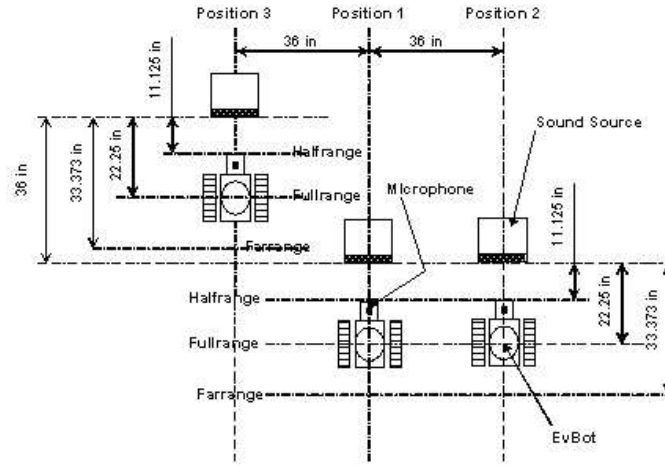 Position 3
Position 1
Position 2
36 in
36 in
11.125 in
Sound Source
Halfrange
Microphone
36 in
33.373 in
22.25 in
Fullrange
11.125 in
Farrange
Halfrange
22.25 in
33.373 in
Fullrange
Farrange
EvBot